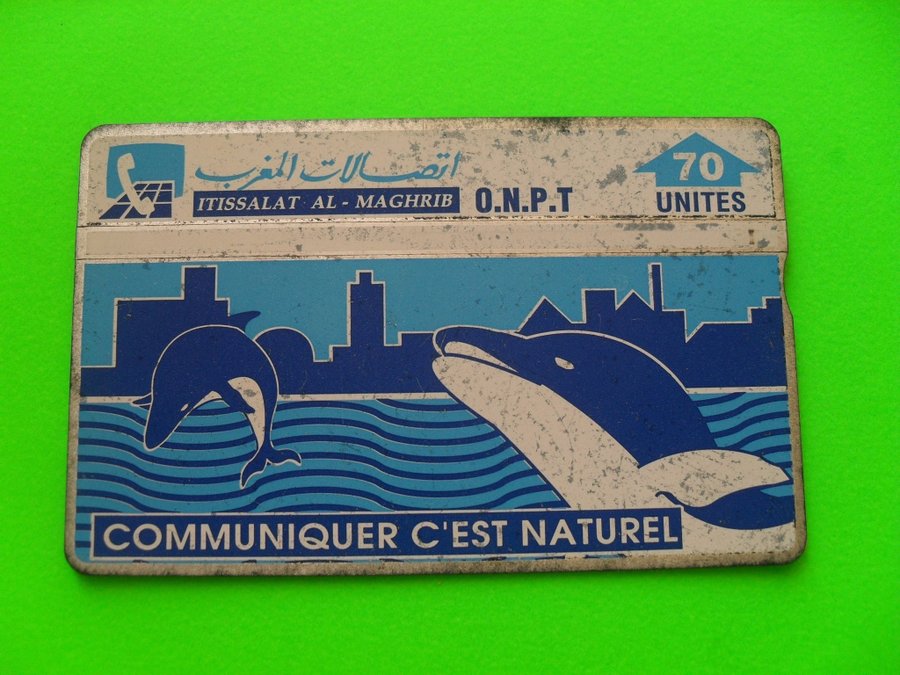 اتصالات المغرب
ITISSALAT AL - MAGHRIB O.N.P.T
70
UNITES
COMMUNIQUER C'EST NATUREL